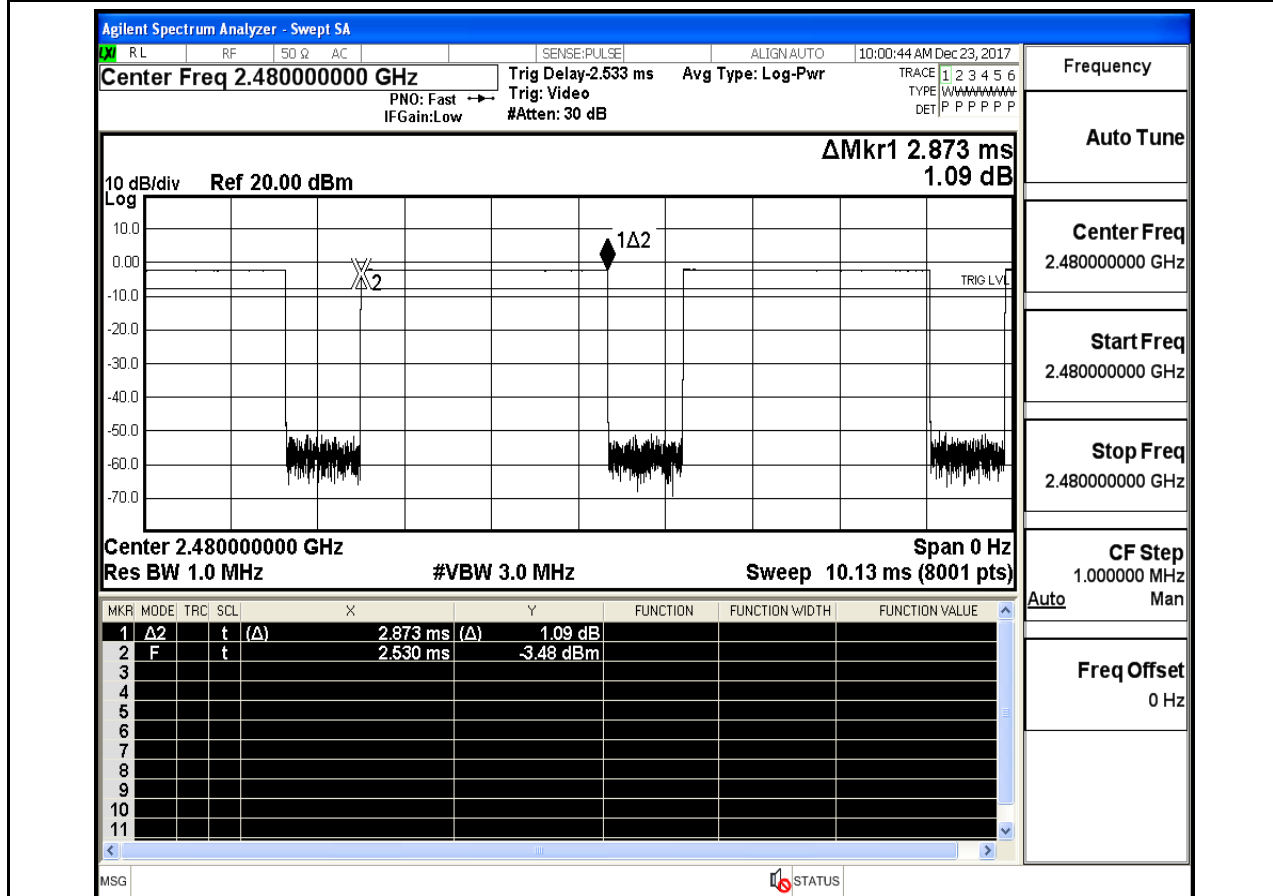 Agilent Spectrum Analyzer - Swept SA
LXI RL RF 50 Ω AC SENSE:PULSE ALIGN AUTO 10:00:44 AM Dec 23, 2017
Center Freq 2.480000000 GHz
PNO: Fast
IFGain:Low
Trig Delay-2.533 ms
Trig: Video
#Atten: 30 dB
Avg Type: Log-Pwr
TRACE 1 2 3 4 5 6
TYPE
DET P P P P P P
Frequency
Auto Tune
Center Freq
2.480000000 GHz
Start Freq
2.480000000 GHz
Stop Freq
2.480000000 GHz
CF Step
1.000000 MHz
Auto Man
Freq Offset
0 Hz
ΔMkr1 2.873 ms
1.09 dB
10 dB/div Ref 20.00 dBm
Log
10.0
0.00
-10.0
-20.0
-30.0
-40.0
-50.0
-60.0
-70.0
1Δ2
2
TRIG LVL
Center 2.480000000 GHz Span 0 Hz
Res BW 1.0 MHz #VBW 3.0 MHz Sweep 10.13 ms (8001 pts)
MKR MODE TRC SCL X Y FUNCTION FUNCTION WIDTH FUNCTION VALUE
1 Δ2 t (Δ) 2.873 ms (Δ) 1.09 dB
2 F t 2.530 ms -3.48 dBm
3
4
5
6
7
8
9
10
11
MSG STATUS